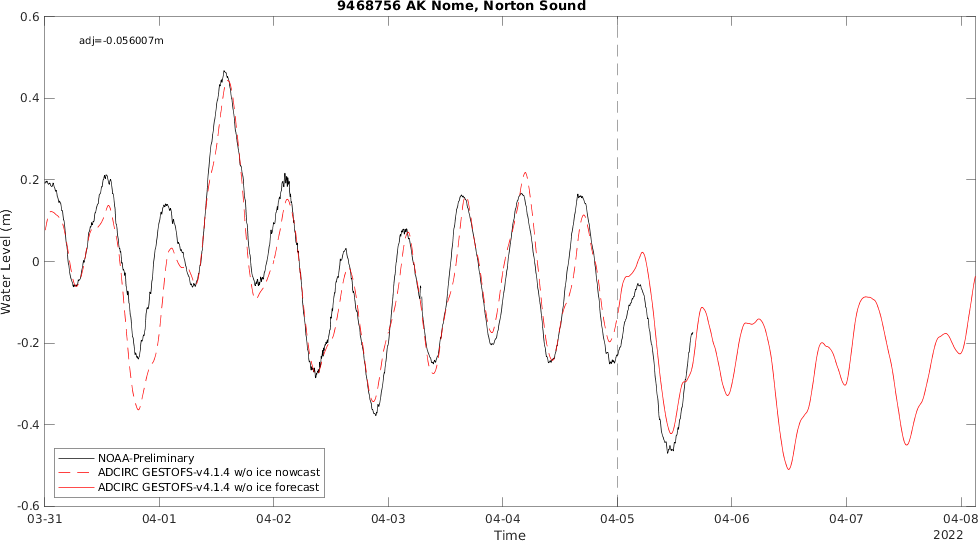 9468756 AK Nome, Norton Sound
adj=-0.056007m
0.6
0.4
0.2
0
-0.2
-0.4
-0.6
Water Level (m)
NOAA-Preliminary
ADCIRC GESTOFS-v4.1.4 w/o ice nowcast
ADCIRC GESTOFS-v4.1.4 w/o ice forecast
03-31 04-01 04-02 04-03 04-04 04-05 04-06 04-07 04-08
Time
2022